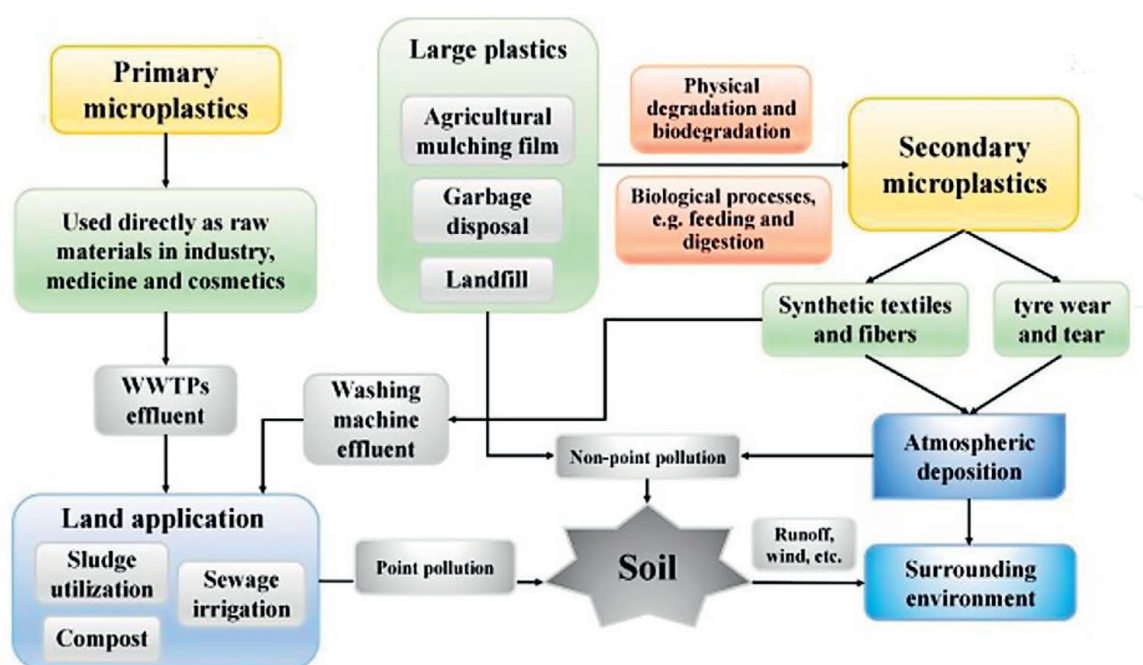 Primary
microplastics
Used directly as raw
materials in industry,
medicine and cosmetics
WWTPs
effluent
Land application
Sludge
utilization
Sewage
irrigation
Compost
Large plastics
Agricultural
mulching film
Garbage
disposal
Landfill
Washing
machine
effluent
Physical
degradation and
biodegradation
Biological processes,
e.g. feeding and
digestion
Secondary
microplastics
Synthetic textiles
and fibers
tyre wear
and tear
Atmospheric
deposition
Non-point pollution
Point pollution
Soil
Runoff,
wind, etc.
Surrounding
environment